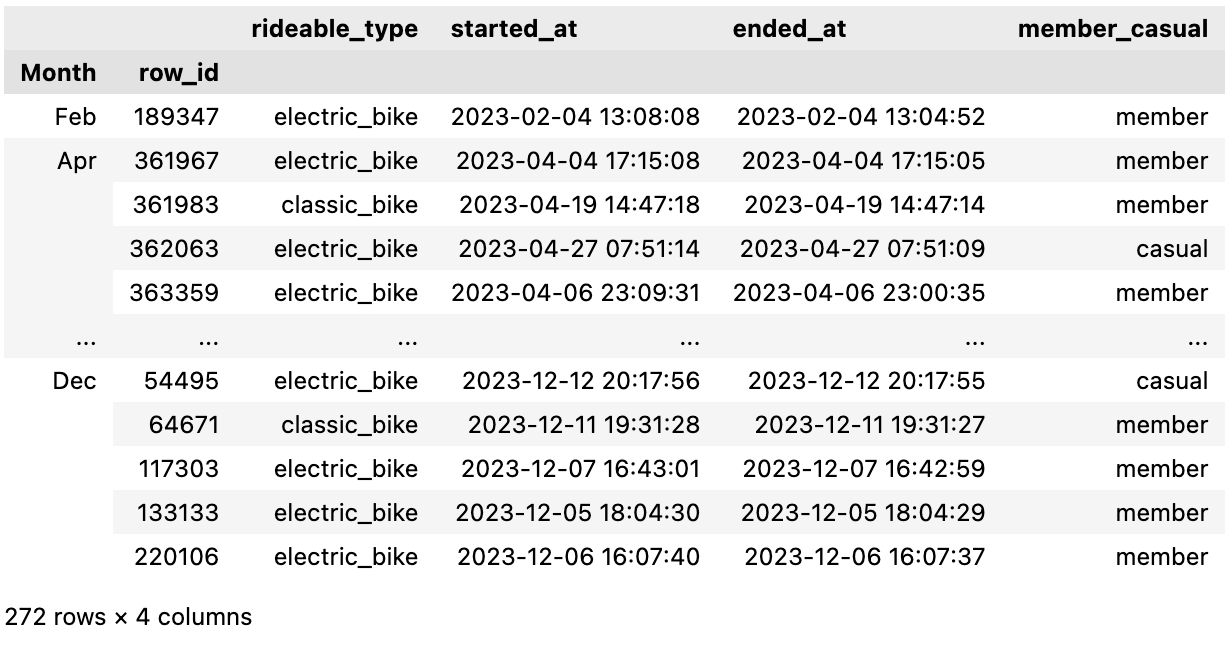 rideable_type started_at ended_at member_casual
Month row_id
Feb 189347 electric_bike 2023-02-04 13:08:08 2023-02-04 13:04:52 member
Apr 361967 electric_bike 2023-04-04 17:15:08 2023-04-04 17:15:05 member
361983 classic_bike 2023-04-19 14:47:18 2023-04-19 14:47:14 member
362063 electric_bike 2023-04-27 07:51:14 2023-04-27 07:51:09 casual
363359 electric_bike 2023-04-06 23:09:31 2023-04-06 23:00:35 member
... ... ... ... ... ...
Dec 54495 electric_bike 2023-12-12 20:17:56 2023-12-12 20:17:55 casual
64671 classic_bike 2023-12-11 19:31:28 2023-12-11 19:31:27 member
117303 electric_bike 2023-12-07 16:43:01 2023-12-07 16:42:59 member
133133 electric_bike 2023-12-05 18:04:30 2023-12-05 18:04:29 member
220106 electric_bike 2023-12-06 16:07:40 2023-12-06 16:07:37 member
272 rows × 4 columns